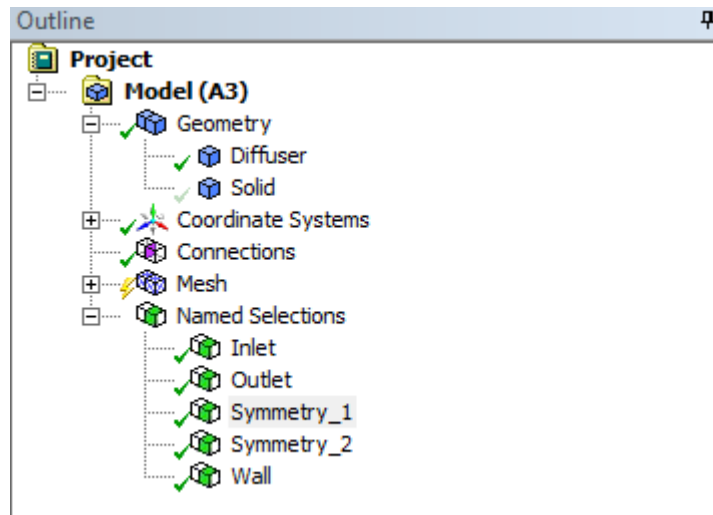 Outline
Project
Model (A3)
Geometry
Diffuser
Solid
Coordinate Systems
Connections
Mesh
Named Selections
Inlet
Outlet
Symmetry_1
Symmetry_2
Wall